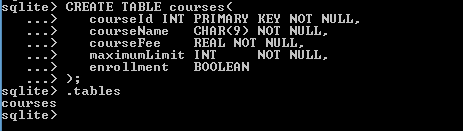 sqlite> CREATE TABLE courses(
   ...>    courseId INT PRIMARY KEY NOT NULL,
   ...>    courseName   CHAR(9) NOT NULL,
   ...>    courseFee    REAL NOT NULL,
   ...>    maximumLimit INT     NOT NULL,
   ...>    enrollment   BOOLEAN
   ...> );
sqlite> .tables
courses
sqlite>